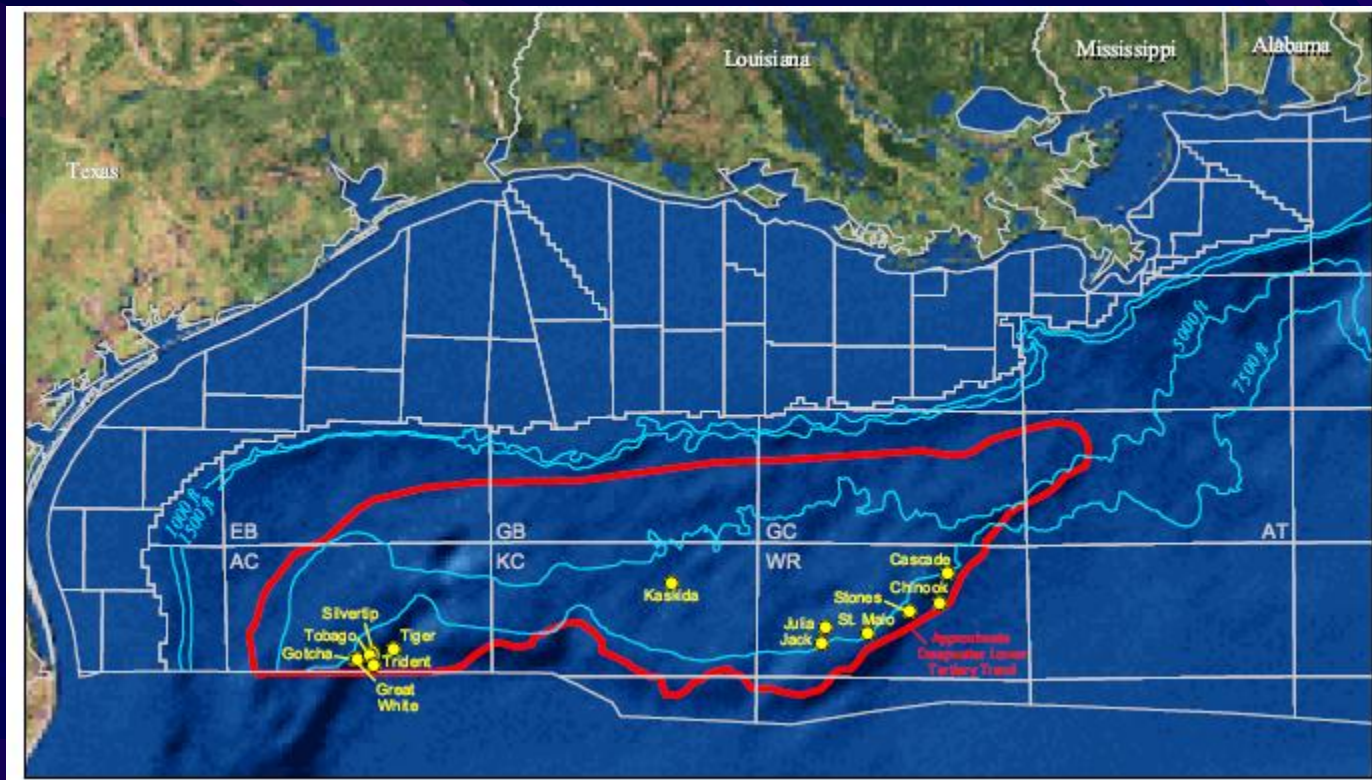 Louisiana
Mississippi
Alabama
Texas
5000 ft
7500 ft
1000 ft
1500 ft
EB
GB
GC
AT
AC
KC
WR
Cascade
Kaskida
Chinook
Stones
Silvertip
Julia
St. Malo
Tobago
Tiger
Jack
Approximate
Deepwater Lower
Tertiary Trend
Gotcha
Trident
Great
White